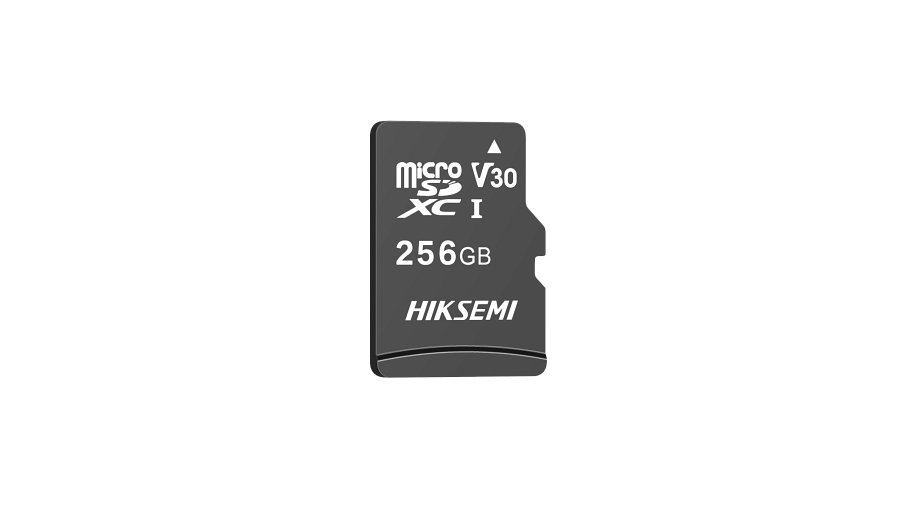 micro V30
SD
XC I
256GB
HIKSEMI